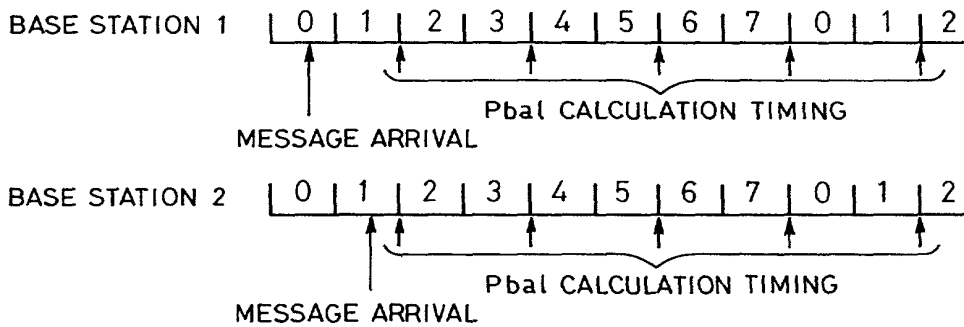 BASE STATION 1 0 1 2 3 4 5 6 7 0 1 2
Pbal CALCULATION TIMING
MESSAGE ARRIVAL
BASE STATION 2 0 1 2 3 4 5 6 7 0 1 2
Pbal CALCULATION TIMING
MESSAGE ARRIVAL